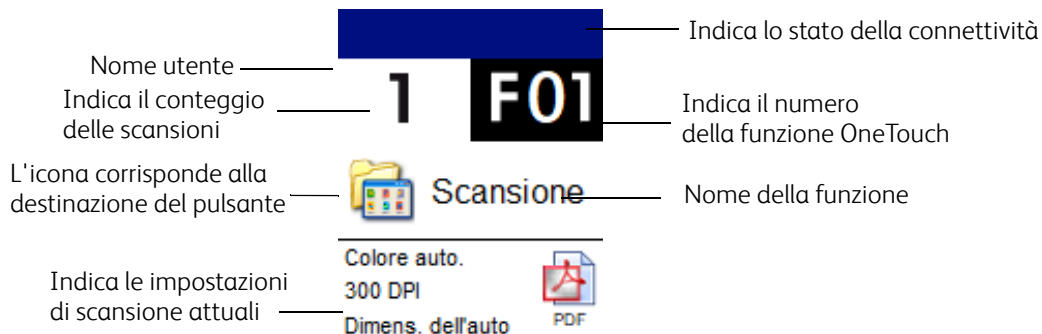 Indica lo stato della connettività
Nome utente
1
F01
Indica il conteggio
delle scansioni
Indica il numero
della funzione OneTouch
L'icona corrisponde alla
destinazione del pulsante
Scansione
Nome della funzione
Indica le impostazioni
di scansione attuali
Colore auto.
300 DPI
Dimens. dell'auto
PDF